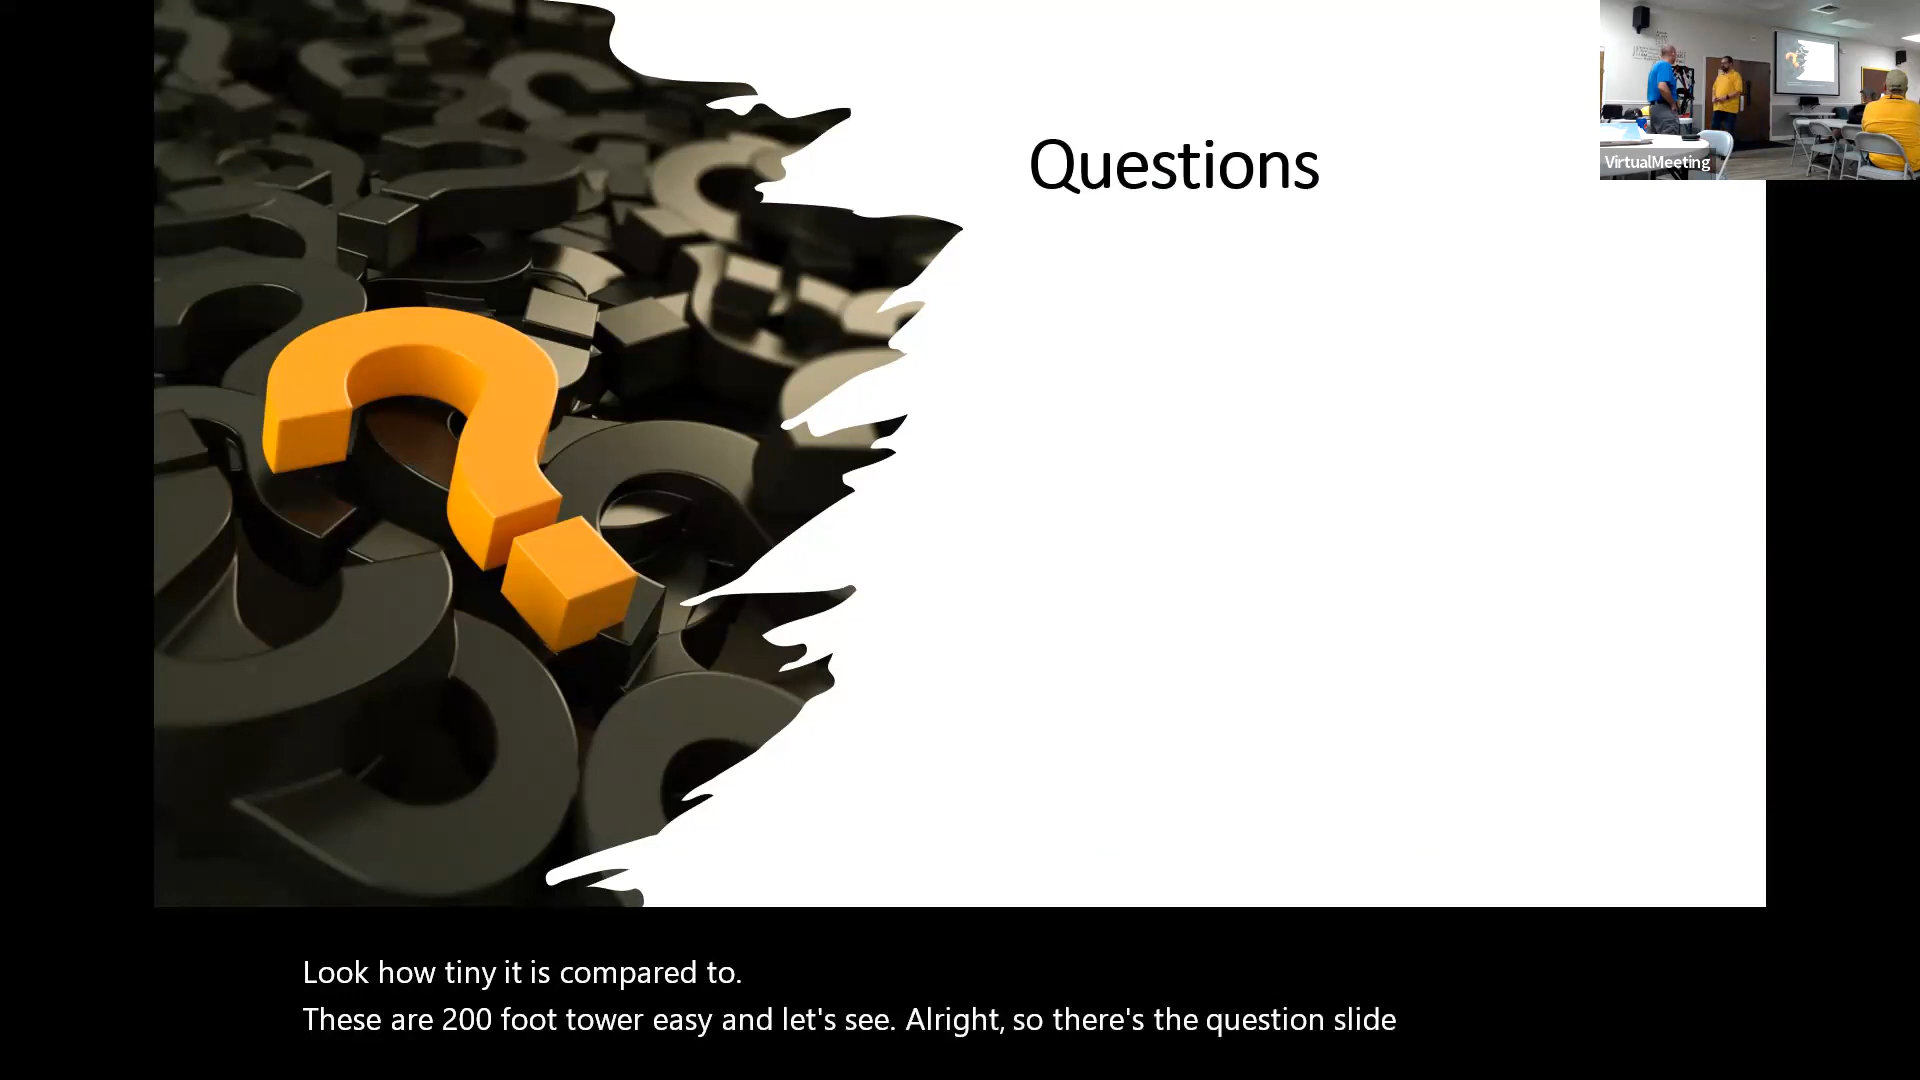 Questions
VirtualMeeting
Look how tiny it is compared to.
These are 200 foot tower easy and let's see. Alright, so there's the question slide